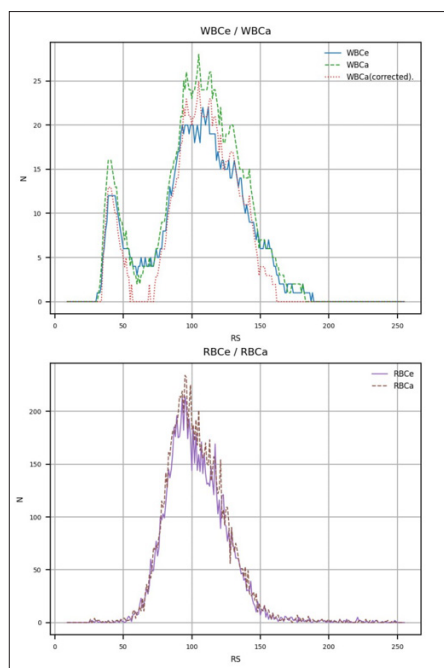 WBCe / WBCa
WBCe
WBCa
WBCa(corrected).
25
20
15
10
5
0
N
0 50 100 150 200 250
RS
RBCe / RBCa
RBCe
RBCa
200
150
100
50
0
N
0 50 100 150 200 250
RS